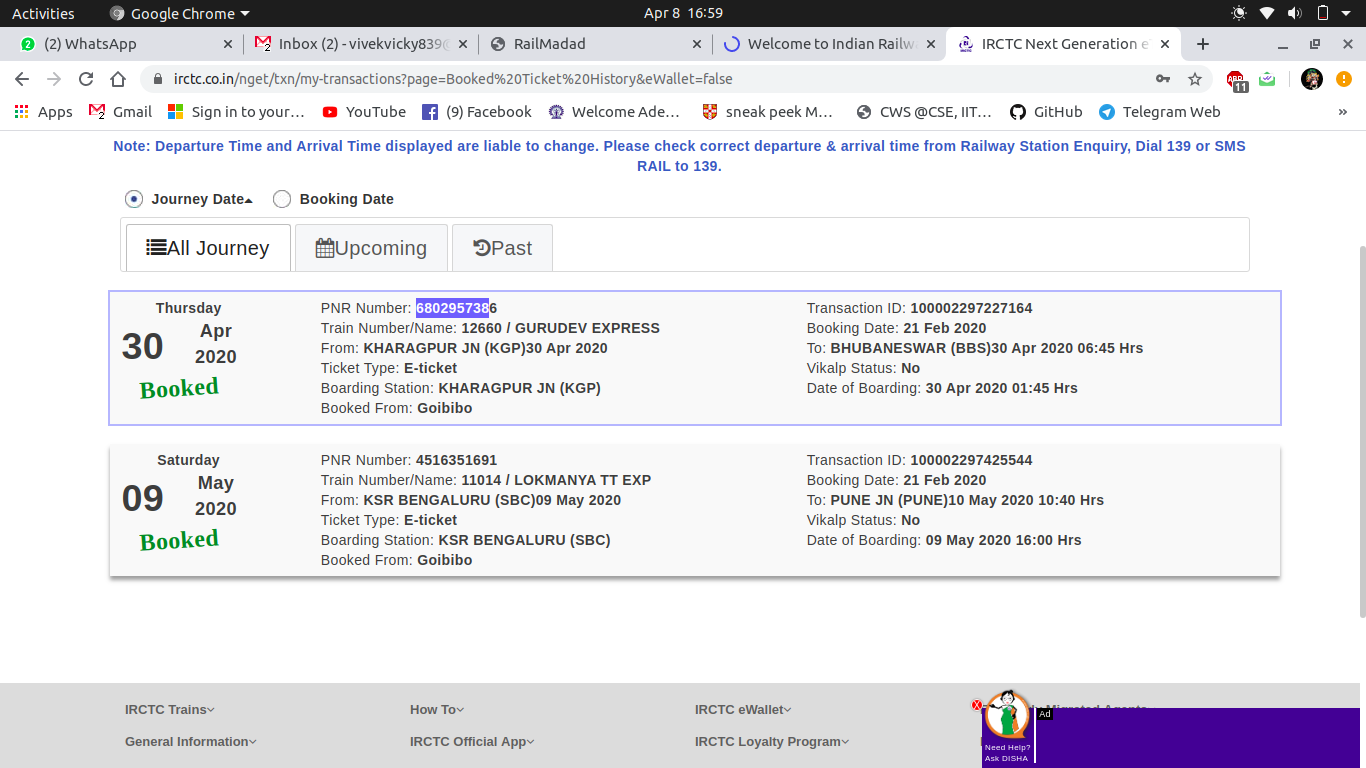 Activities Google Chrome Apr 8 16:59
(2) WhatsApp Inbox (2) - vivekvicky839@ RailMadad Welcome to Indian Railw IRCTC Next Generation e
irctc.co.in/nget/txn/my-transactions?page=Booked%20Ticket%20History&eWallet=false
11
Apps Gmail Sign in to your… YouTube (9) Facebook Welcome Ade… sneak peek M… CWS @CSE, IIT… GitHub Telegram Web »
Note: Departure Time and Arrival Time displayed are liable to change. Please check correct departure & arrival time from Railway Station Enquiry, Dial 139 or SMS
RAIL to 139.
Journey Date Booking Date
All Journey Upcoming Past
Thursday
30 Apr
2020
Booked
PNR Number: 6802957386
Train Number/Name: 12660 / GURUDEV EXPRESS
From: KHARAGPUR JN (KGP)30 Apr 2020
Ticket Type: E-ticket
Boarding Station: KHARAGPUR JN (KGP)
Booked From: Goibibo
Transaction ID: 100002297227164
Booking Date: 21 Feb 2020
To: BHUBANESWAR (BBS)30 Apr 2020 06:45 Hrs
Vikalp Status: No
Date of Boarding: 30 Apr 2020 01:45 Hrs
Saturday
09 May
2020
Booked
PNR Number: 4516351691
Train Number/Name: 11014 / LOKMANYA TT EXP
From: KSR BENGALURU (SBC)09 May 2020
Ticket Type: E-ticket
Boarding Station: KSR BENGALURU (SBC)
Booked From: Goibibo
Transaction ID: 100002297425544
Booking Date: 21 Feb 2020
To: PUNE JN (PUNE)10 May 2020 10:40 Hrs
Vikalp Status: No
Date of Boarding: 09 May 2020 16:00 Hrs
IRCTC Trains How To IRCTC eWallet
General Information IRCTC Official App IRCTC Loyalty Program
X
Ad
Need Help?
Ask DISHA